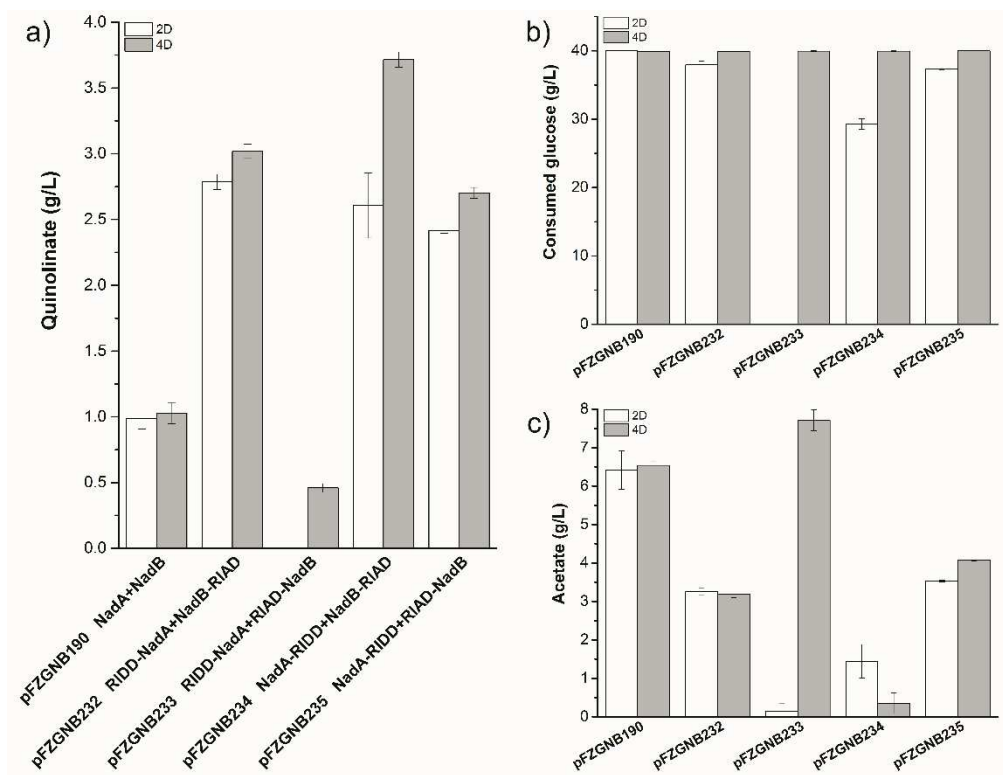 a)
2D
4D
4.0
3.5
3.0
2.5
2.0
1.5
1.0
0.5
0.0
Quinolinate (g/L)
pFZGNB190 NadA+NadB
pFZGNB232 RIDD-NadA+NadB-RIAD
pFZGNB233 RIDD-NadA+RIAD-NadB
pFZGNB234 NadA-RIDD+NadB-RIAD
pFZGNB235 NadA-RIDD+RIAD-NadB
b)
2D
4D
40
30
20
10
0
Consumed glucose (g/L)
pFZGNB190
pFZGNB232
pFZGNB233
pFZGNB234
pFZGNB235
c)
2D
4D
8
7
6
5
4
3
2
1
0
Acetate (g/L)
pFZGNB190
pFZGNB232
pFZGNB233
pFZGNB234
pFZGNB235